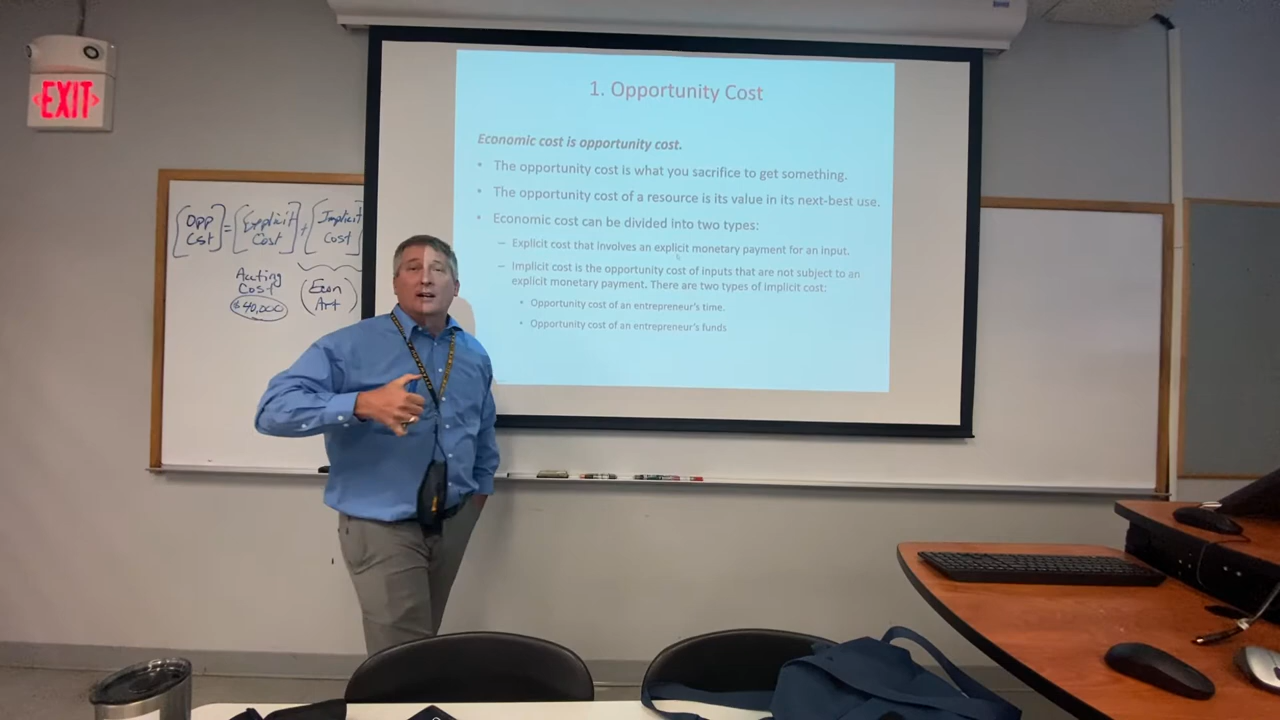 EXIT
1. Opportunity Cost
Economic cost is opportunity cost.
• The opportunity cost is what you sacrifice to get something.
• The opportunity cost of a resource is its value in its next-best use.
• Economic cost can be divided into two types:
– Explicit cost that involves an explicit monetary payment for an input.
– Implicit cost is the opportunity cost of inputs that are not subject to an
explicit monetary payment. There are two types of implicit cost:
• Opportunity cost of an entrepreneur's time.
• Opportunity cost of an entrepreneur's funds
[Opp Cst] = [Explicit Cost] + [Implicit Cost]
Accting
Cost
$40,000
(Econ
Art)